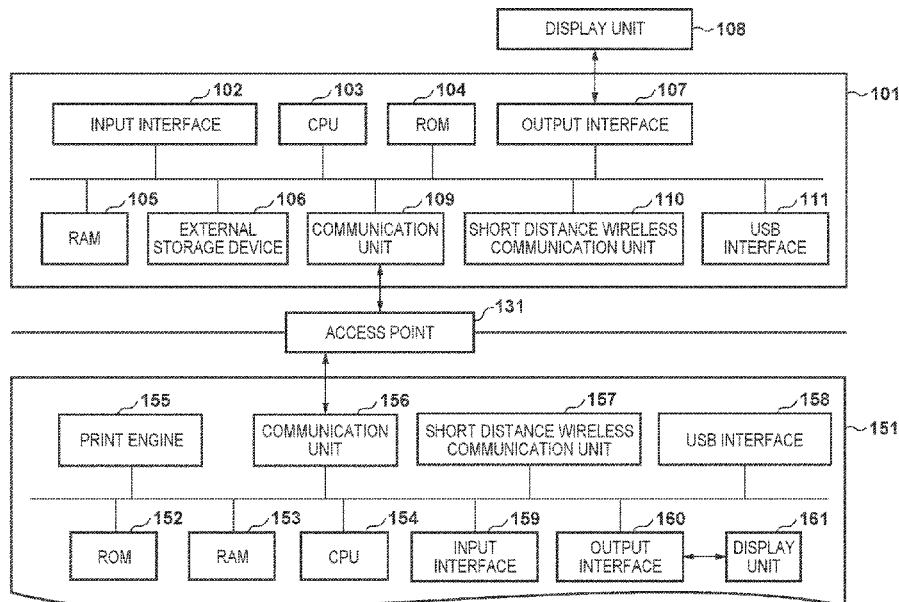 DISPLAY UNIT
108
101
102
103
104
107
INPUT INTERFACE
CPU
ROM
OUTPUT INTERFACE
105
106
109
110
111
RAM
EXTERNAL
STORAGE DEVICE
COMMUNICATION
UNIT
SHORT DISTANCE WIRELESS
COMMUNICATION UNIT
USB
INTERFACE
131
ACCESS POINT
155
156
157
158
151
PRINT ENGINE
COMMUNICATION
UNIT
SHORT DISTANCE WIRELESS
COMMUNICATION UNIT
USB INTERFACE
152
153
154
159
160
161
ROM
RAM
CPU
INPUT
INTERFACE
OUTPUT
INTERFACE
DISPLAY
UNIT